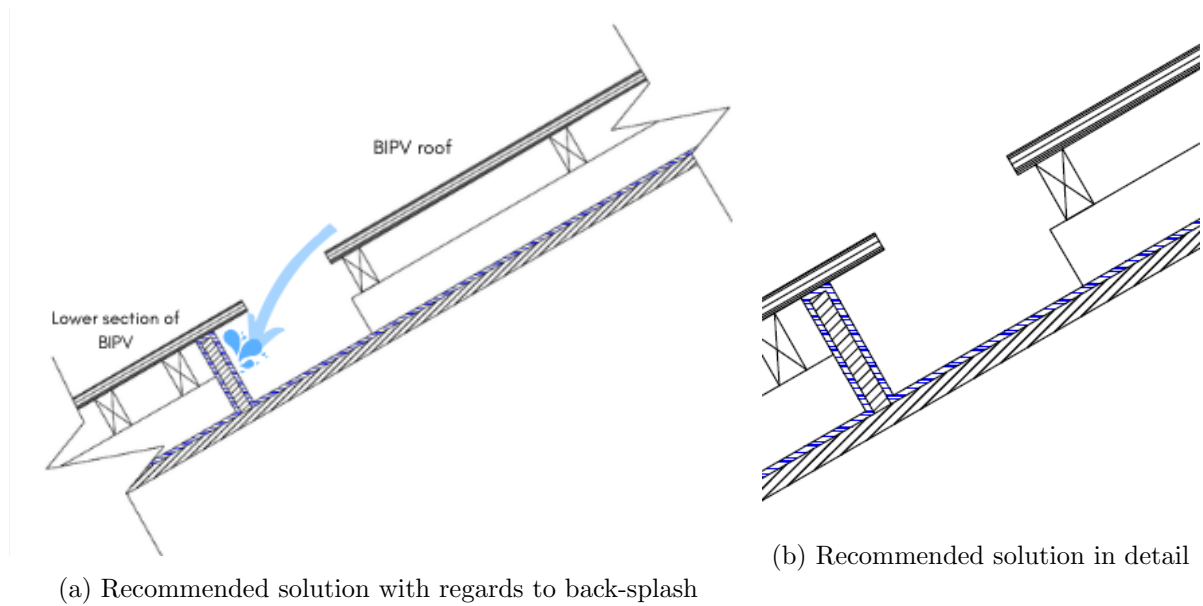 BIPV roof
Lower section of
BIPV
(a) Recommended solution with regards to back-splash
(b) Recommended solution in detail